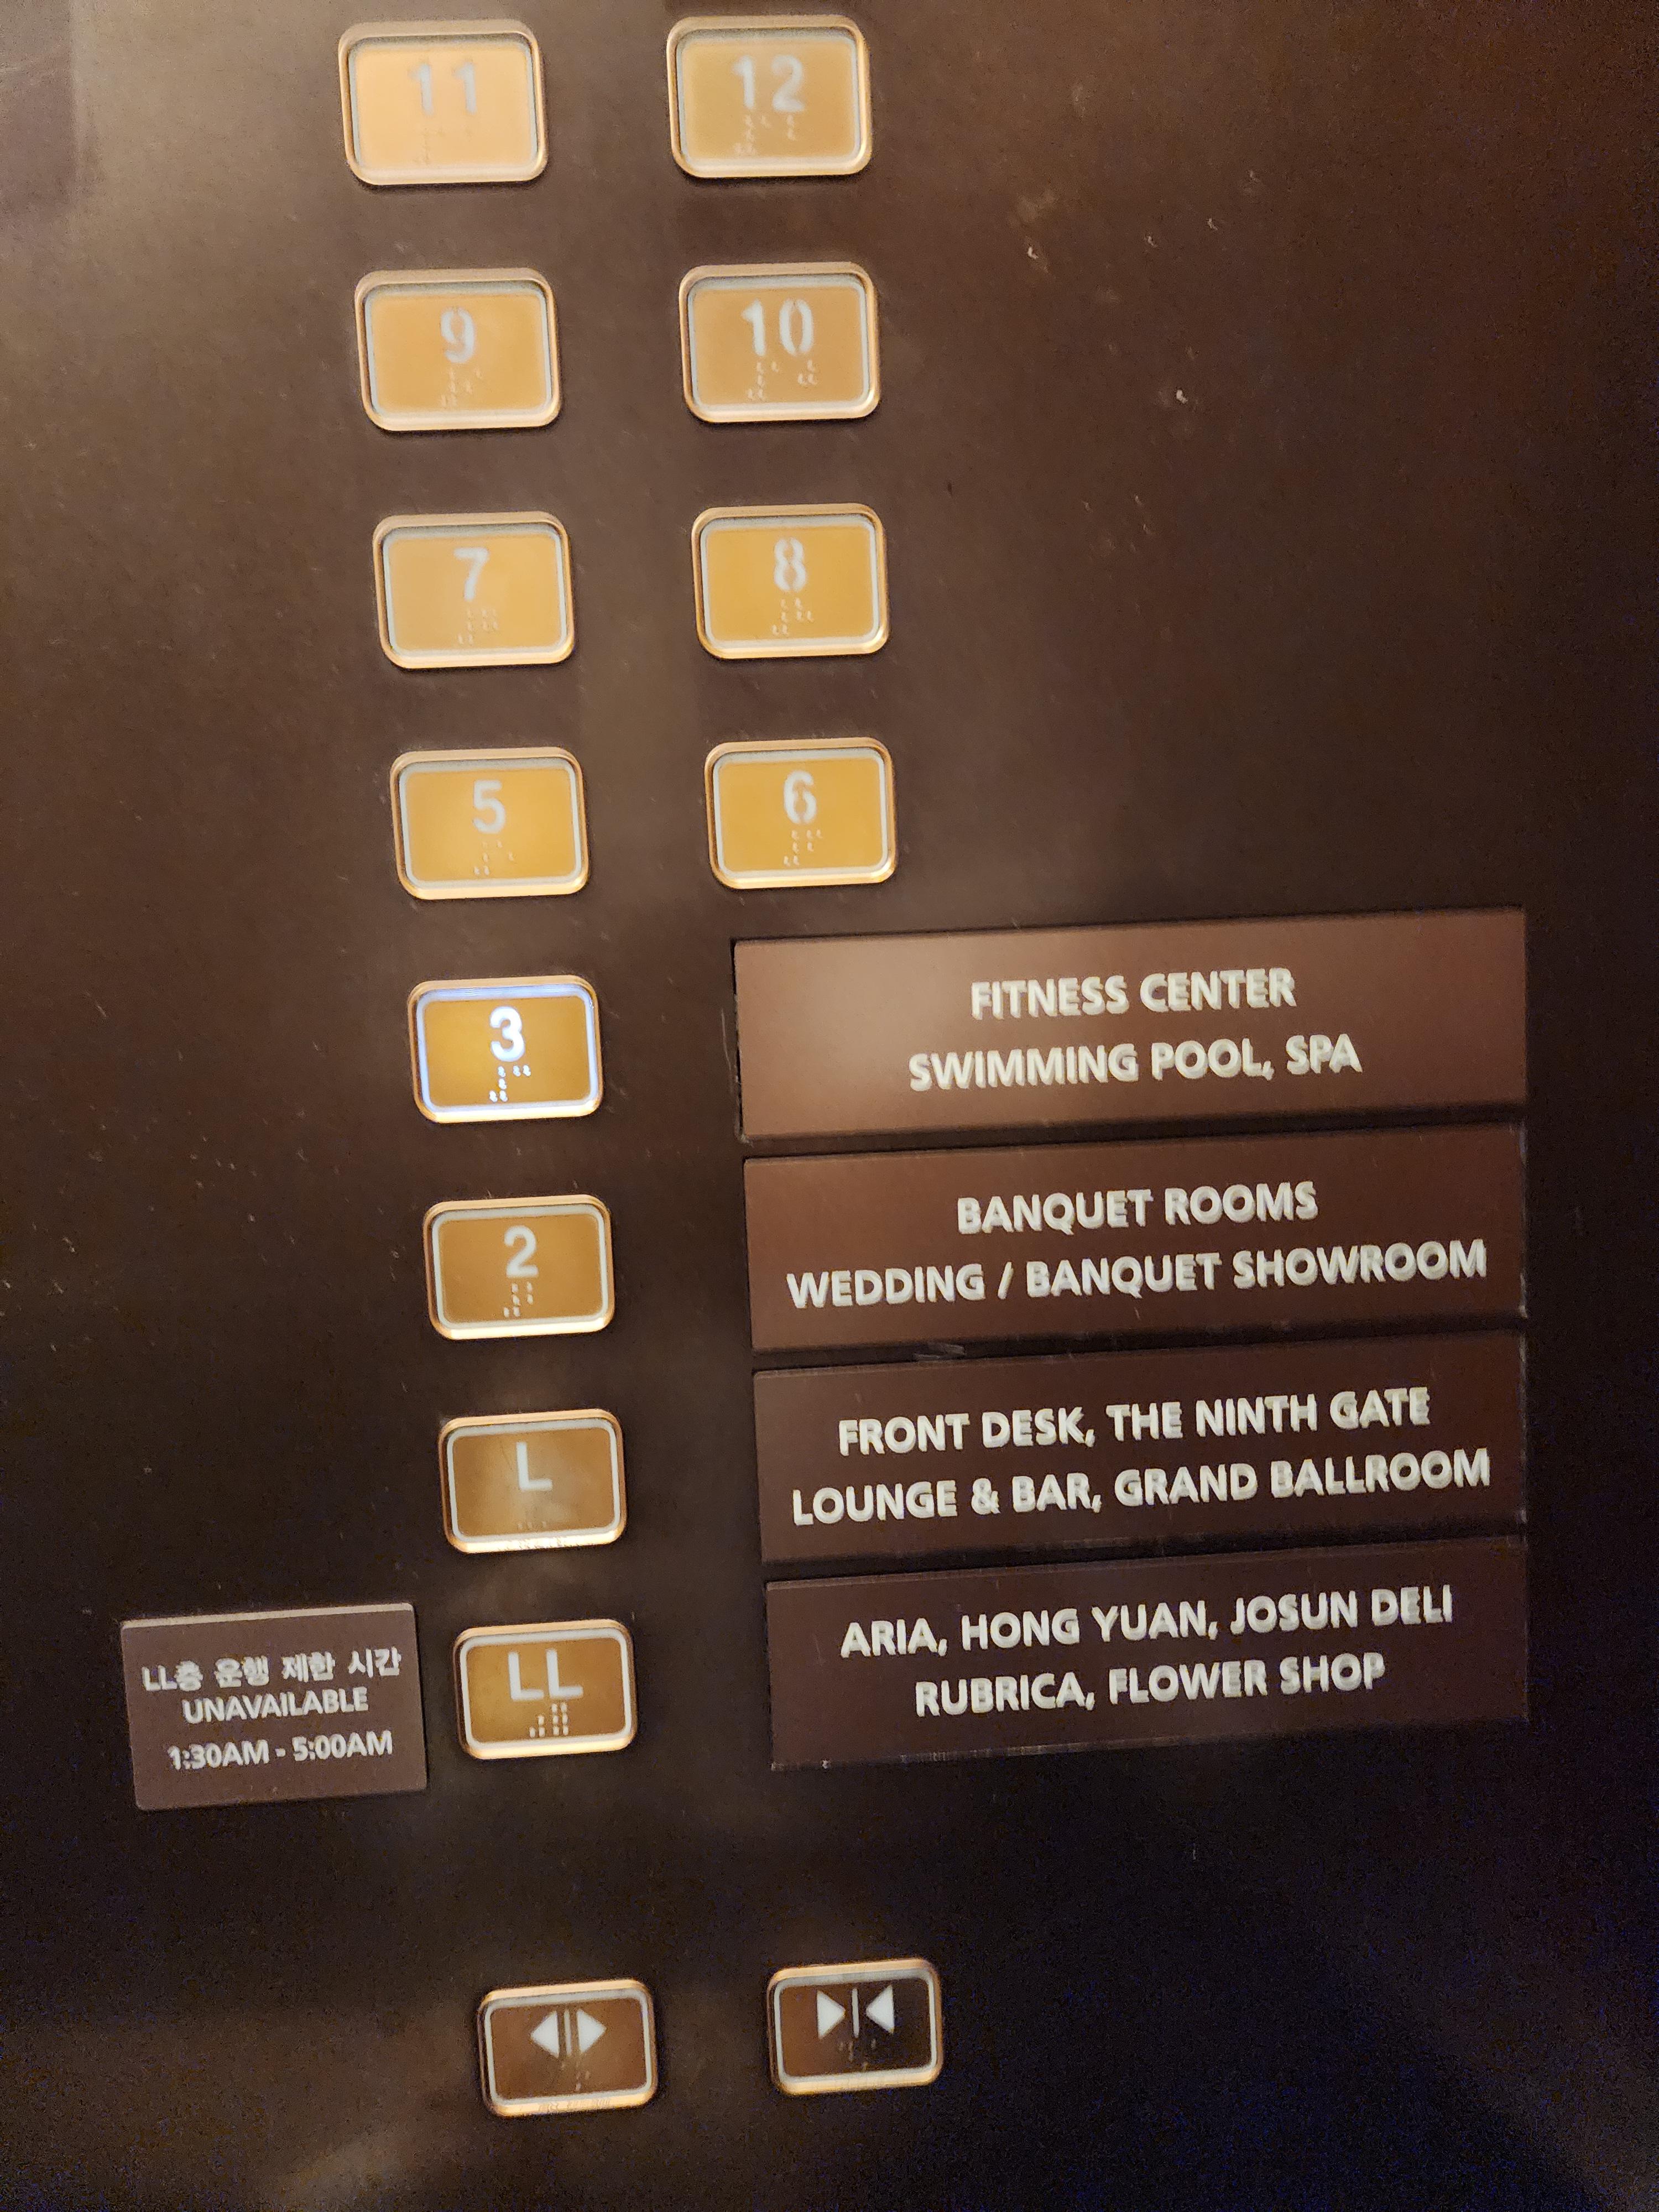 11 12
9 10
7 8
5 6
3
FITNESS CENTER
SWIMMING POOL, SPA
2
BANQUET ROOMS
WEDDING / BANQUET SHOWROOM
L
FRONT DESK, THE NINTH GATE
LOUNGE & BAR, GRAND BALLROOM
LL층 운행 제한 시간
UNAVAILABLE
1:30AM - 5:00AM
LL
ARIA, HONG YUAN, JOSUN DELI
RUBRICA, FLOWER SHOP